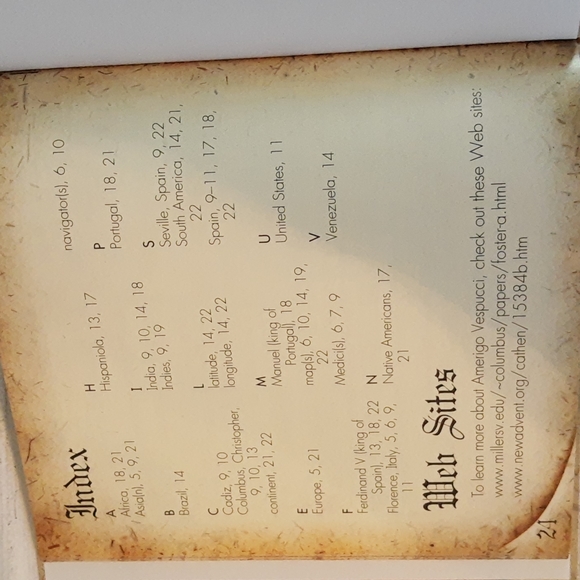 Index
A
Africa, 18, 21
Asia(n), 5, 9, 21
B
Brazil, 14
C
Cadiz, 9, 10
Columbus, Christopher,
9, 10, 13
continent, 21, 22
E
Europe, 5, 21
F
Ferdinand V (king of
Spain), 13, 18, 22
Florence, Italy, 5, 6, 9,
11
H
Hispaniola, 13, 17
I
India, 9, 10, 14, 18
Indies, 9, 19
L
latitude, 14, 22
longitude, 14, 22
M
Manuel (king of
Portugal), 18
map(s), 6, 10, 14, 19,
22
Medici(s), 6, 7, 9
N
Native Americans, 17,
21
navigator(s), 6, 10
P
Portugal, 18, 21
S
Seville, Spain, 9, 22
South America, 14, 21,
22
Spain, 9–11, 17, 18,
22
U
United States, 11
V
Venezuela, 14
Web Sites
To learn more about Amerigo Vespucci, check out these Web sites:
www.millersv.edu/~columbus/papers/foster-a.html
www.newadvent.org/cathen/15384b.htm
24